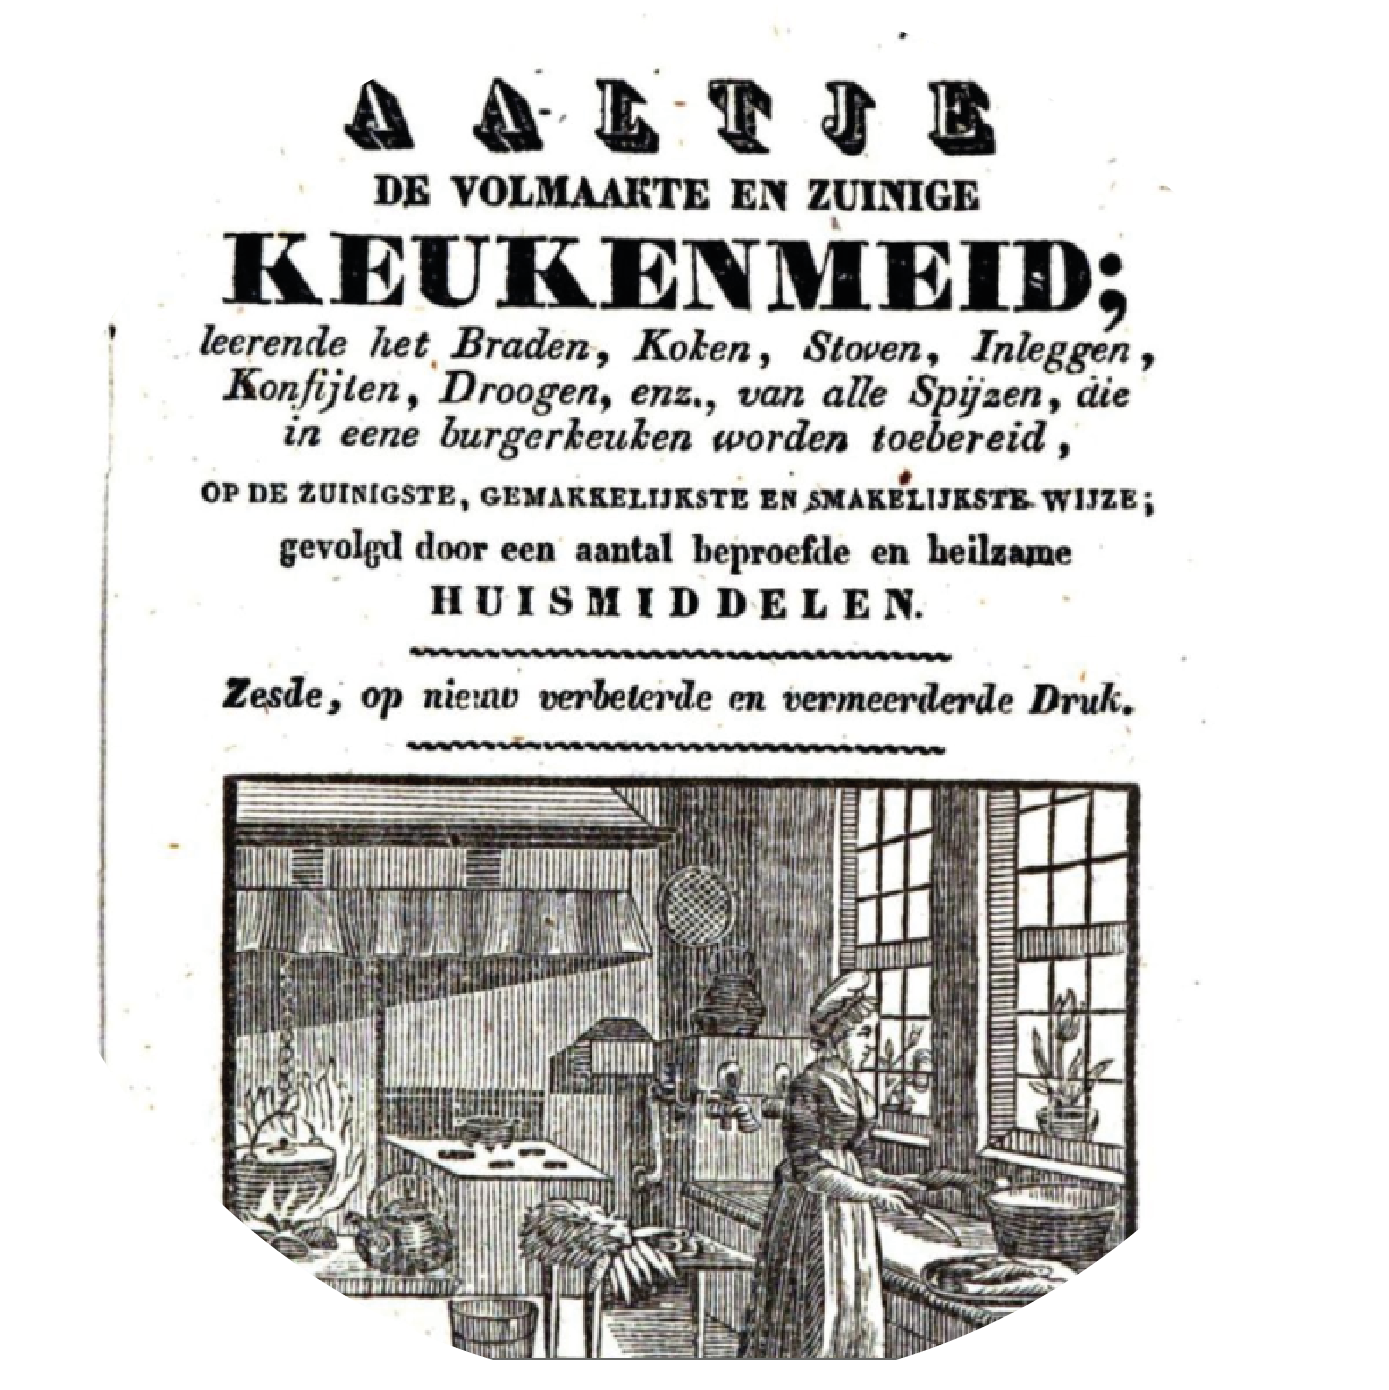 AALTJE
DE VOLMAAKTE EN ZUINIGE
KEUKENMEID;
leerende het Braden, Koken, Stoven, Inleggen,
Konfijten, Droogen, enz., van alle Spijzen, die
in eene burgerkeuken worden toebereid,
OP DE ZUINIGSTE, GEMAKKELIJKSTE EN SMAKELIJKSTE WIJZE;
gevolgd door een aantal beproefde en heilzame
HUISMIDDELEN.
Zesde, op nieuw verbeterde en vermeerderde Druk.